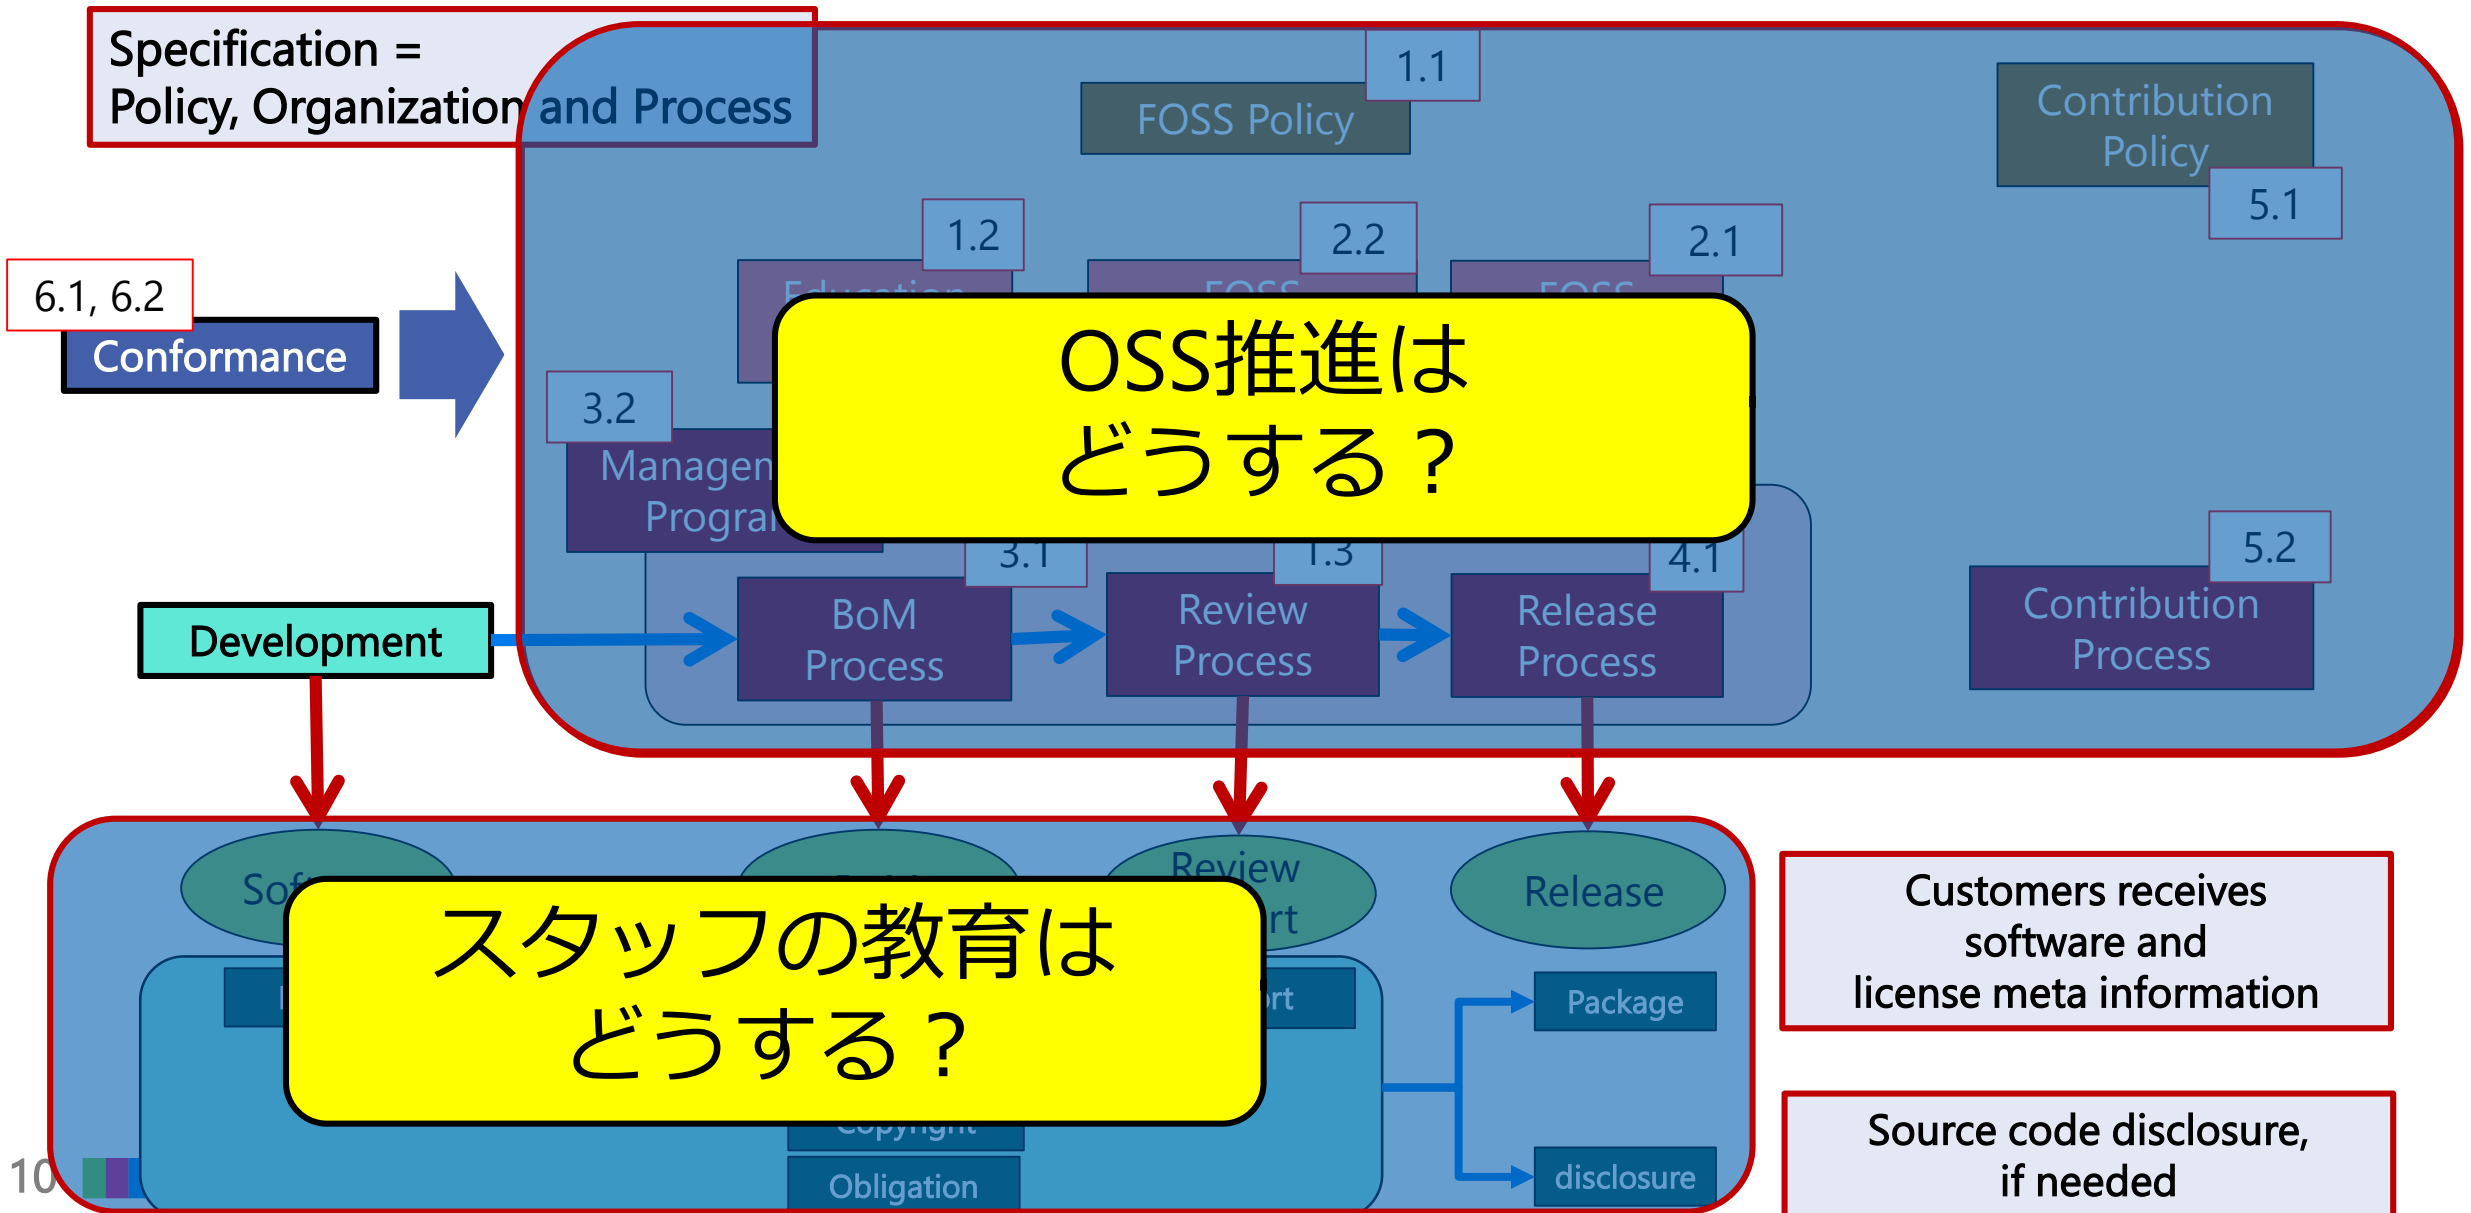 Specification =
Policy, Organization and Process
1.1
FOSS Policy
Contribution
Policy
5.1
1.2
2.2
2.1
6.1, 6.2
Conformance
Education
FOSS
FOSS
OSS推進は
どうする？
3.2
3.1
1.3
4.1
5.2
Development
BoM
Process
Review
Process
Release
Process
Contribution
Process
Review
Release
スタッフの教育は
どうする？
Package
Copyright
Obligation
disclosure
Customers receives
software and
license meta information
Source code disclosure,
if needed
10